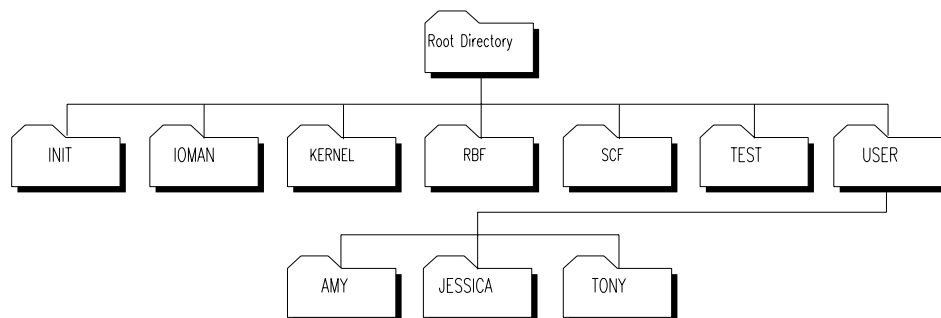 Root Directory
INIT
IOMAN
KERNEL
RBF
SCF
TEST
USER
AMY
JESSICA
TONY